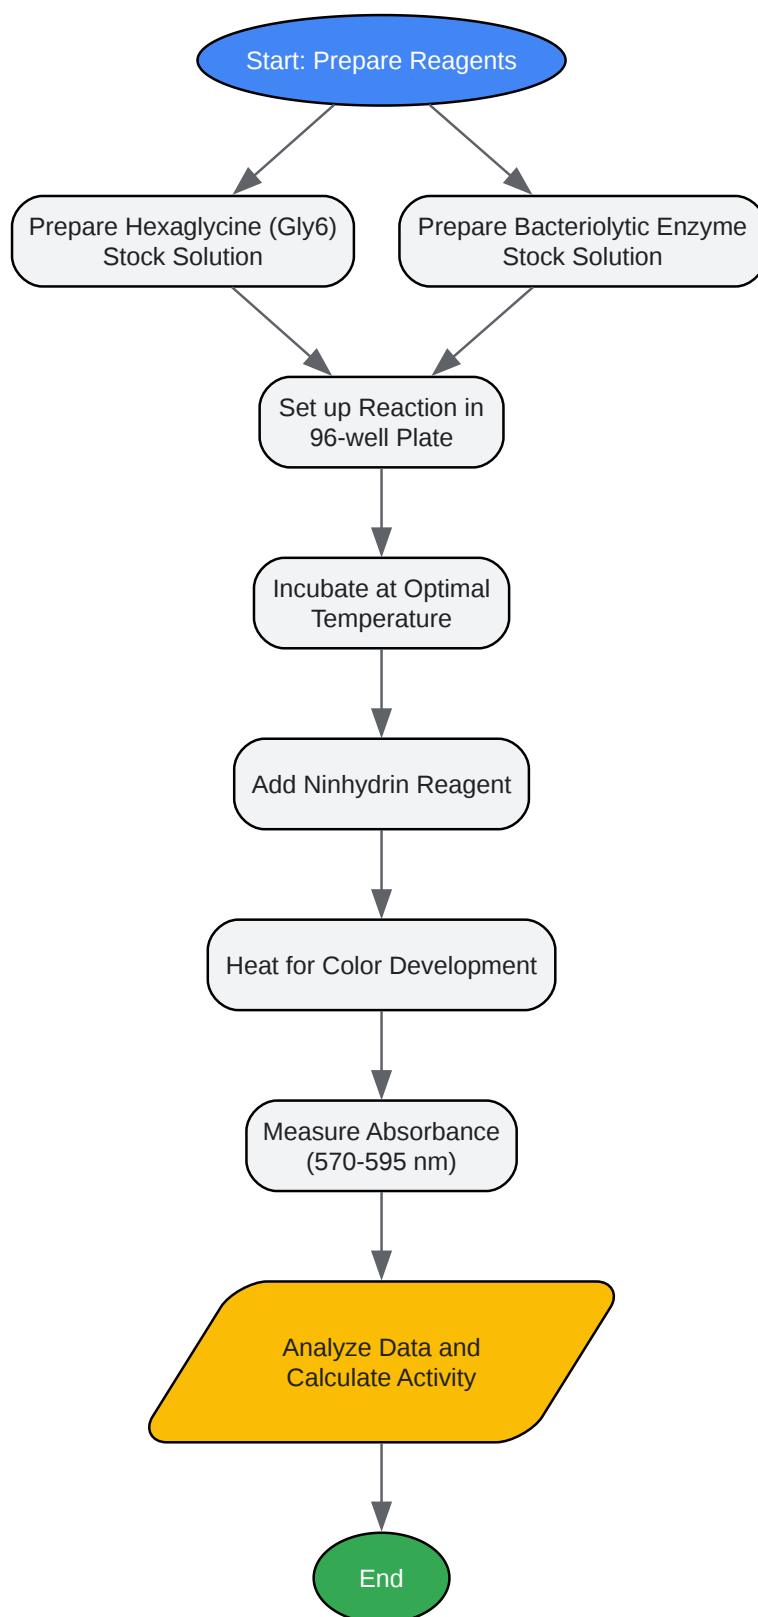 Start: Prepare Reagents
Prepare Hexaglycine (Gly6)
Stock Solution
Prepare Bacteriolytic Enzyme
Stock Solution
Set up Reaction in
96-well Plate
Incubate at Optimal
Temperature
Add Ninhydrin Reagent
Heat for Color Development
Measure Absorbance
(570-595 nm)
Analyze Data and
Calculate Activity
End